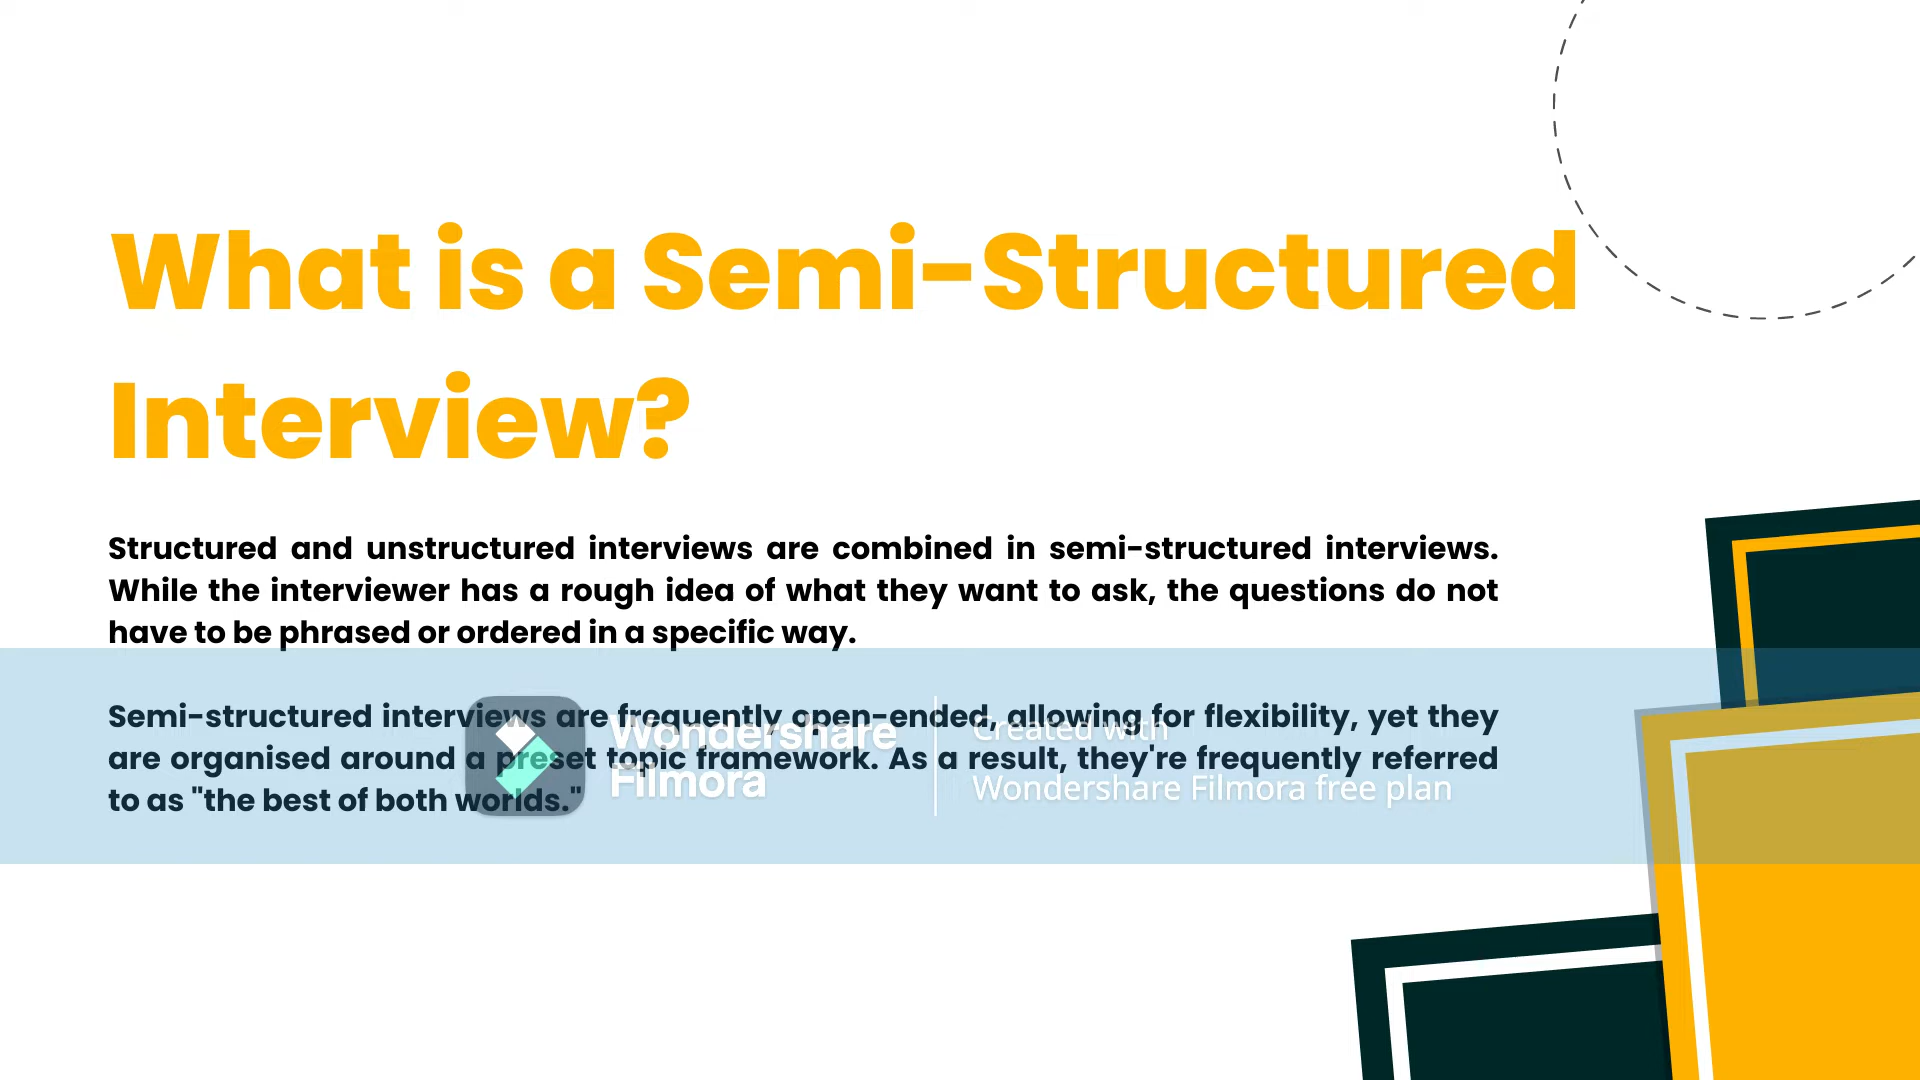 What is a Semi-Structured
Interview?
Structured and unstructured interviews are combined in semi-structured interviews.
While the interviewer has a rough idea of what they want to ask, the questions do not
have to be phrased or ordered in a specific way.
Semi-structured interviews are frequently open-ended, allowing for flexibility, yet they
are organised around a preset topic framework. As a result, they're frequently referred
to as "the best of both worlds."
Wondershare
Filmora
Created with
Wondershare Filmora free plan